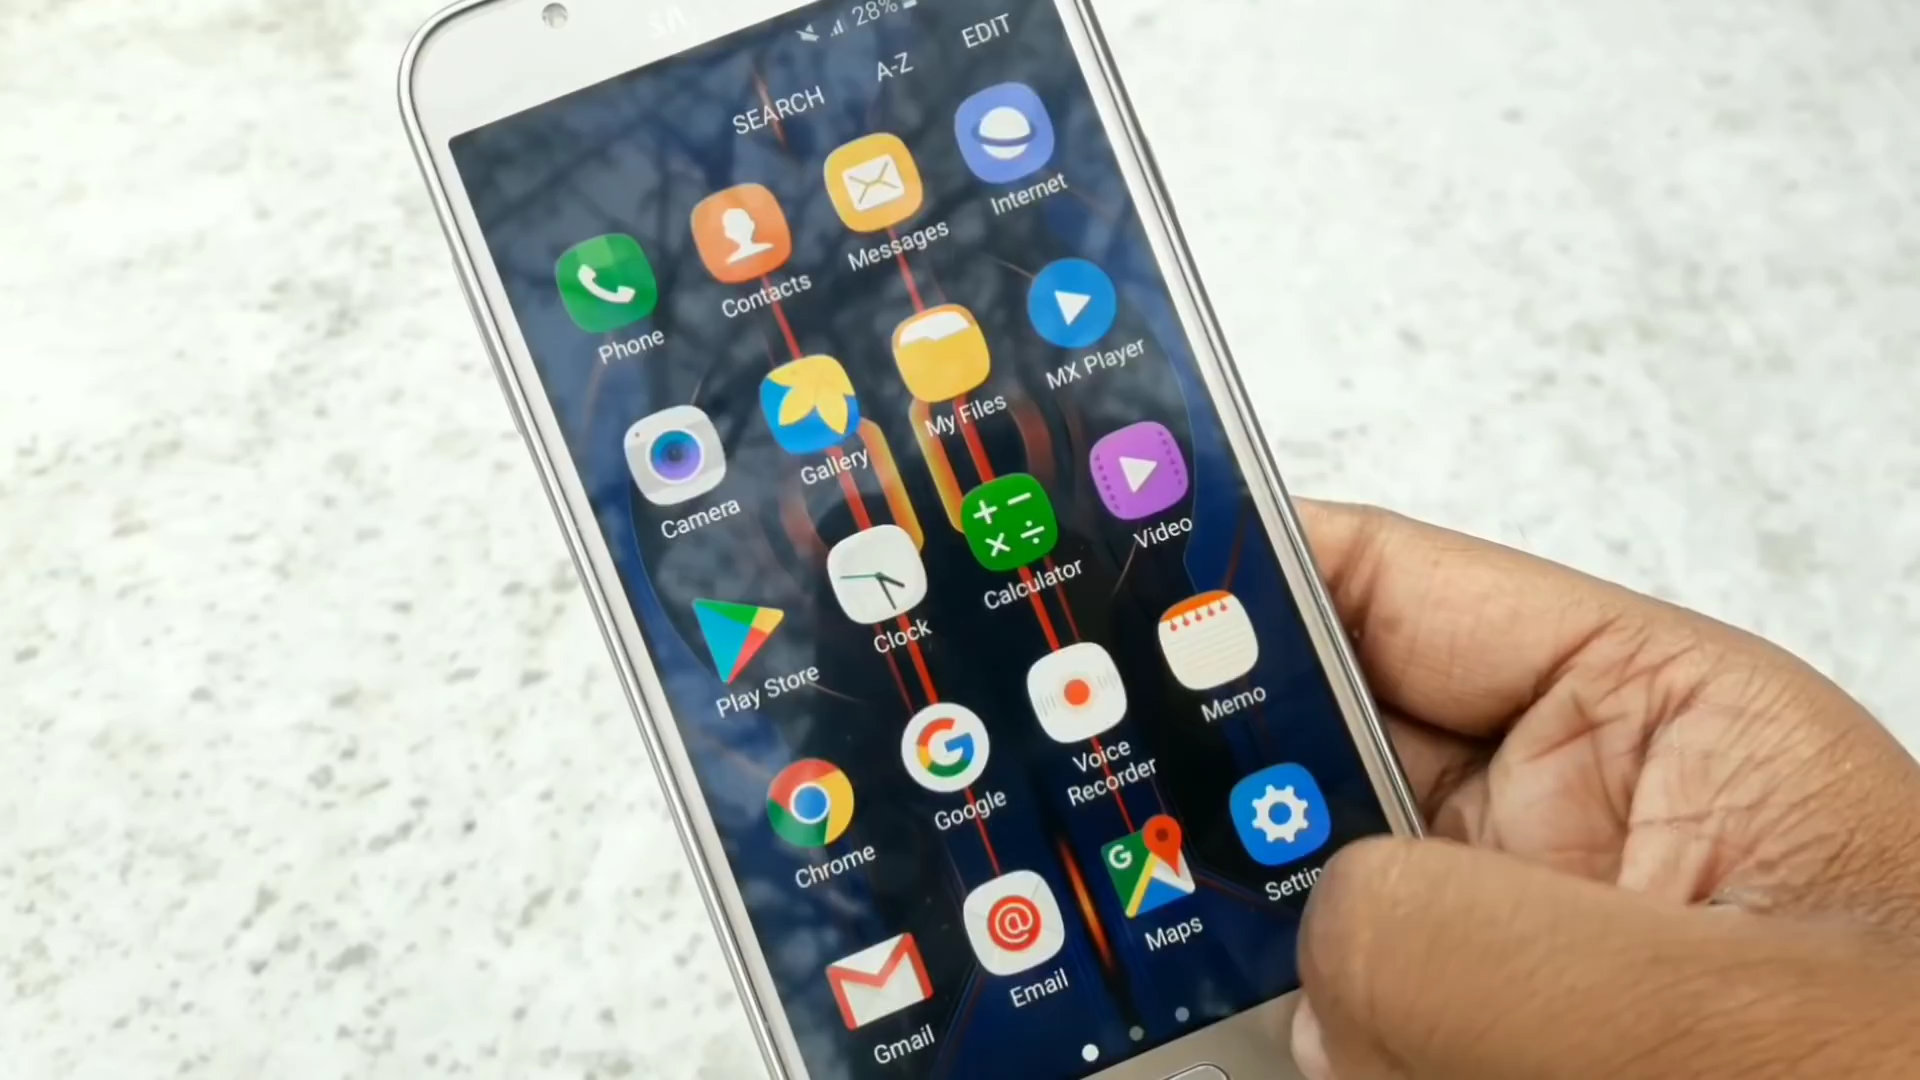 28%
SEARCH
A-Z
EDIT
Phone
Contacts
Messages
Internet
Camera
Gallery
My Files
MX Player
Play Store
Clock
Calculator
Video
Chrome
Google
Voice
Recorder
Memo
Gmail
Email
Maps
Settin